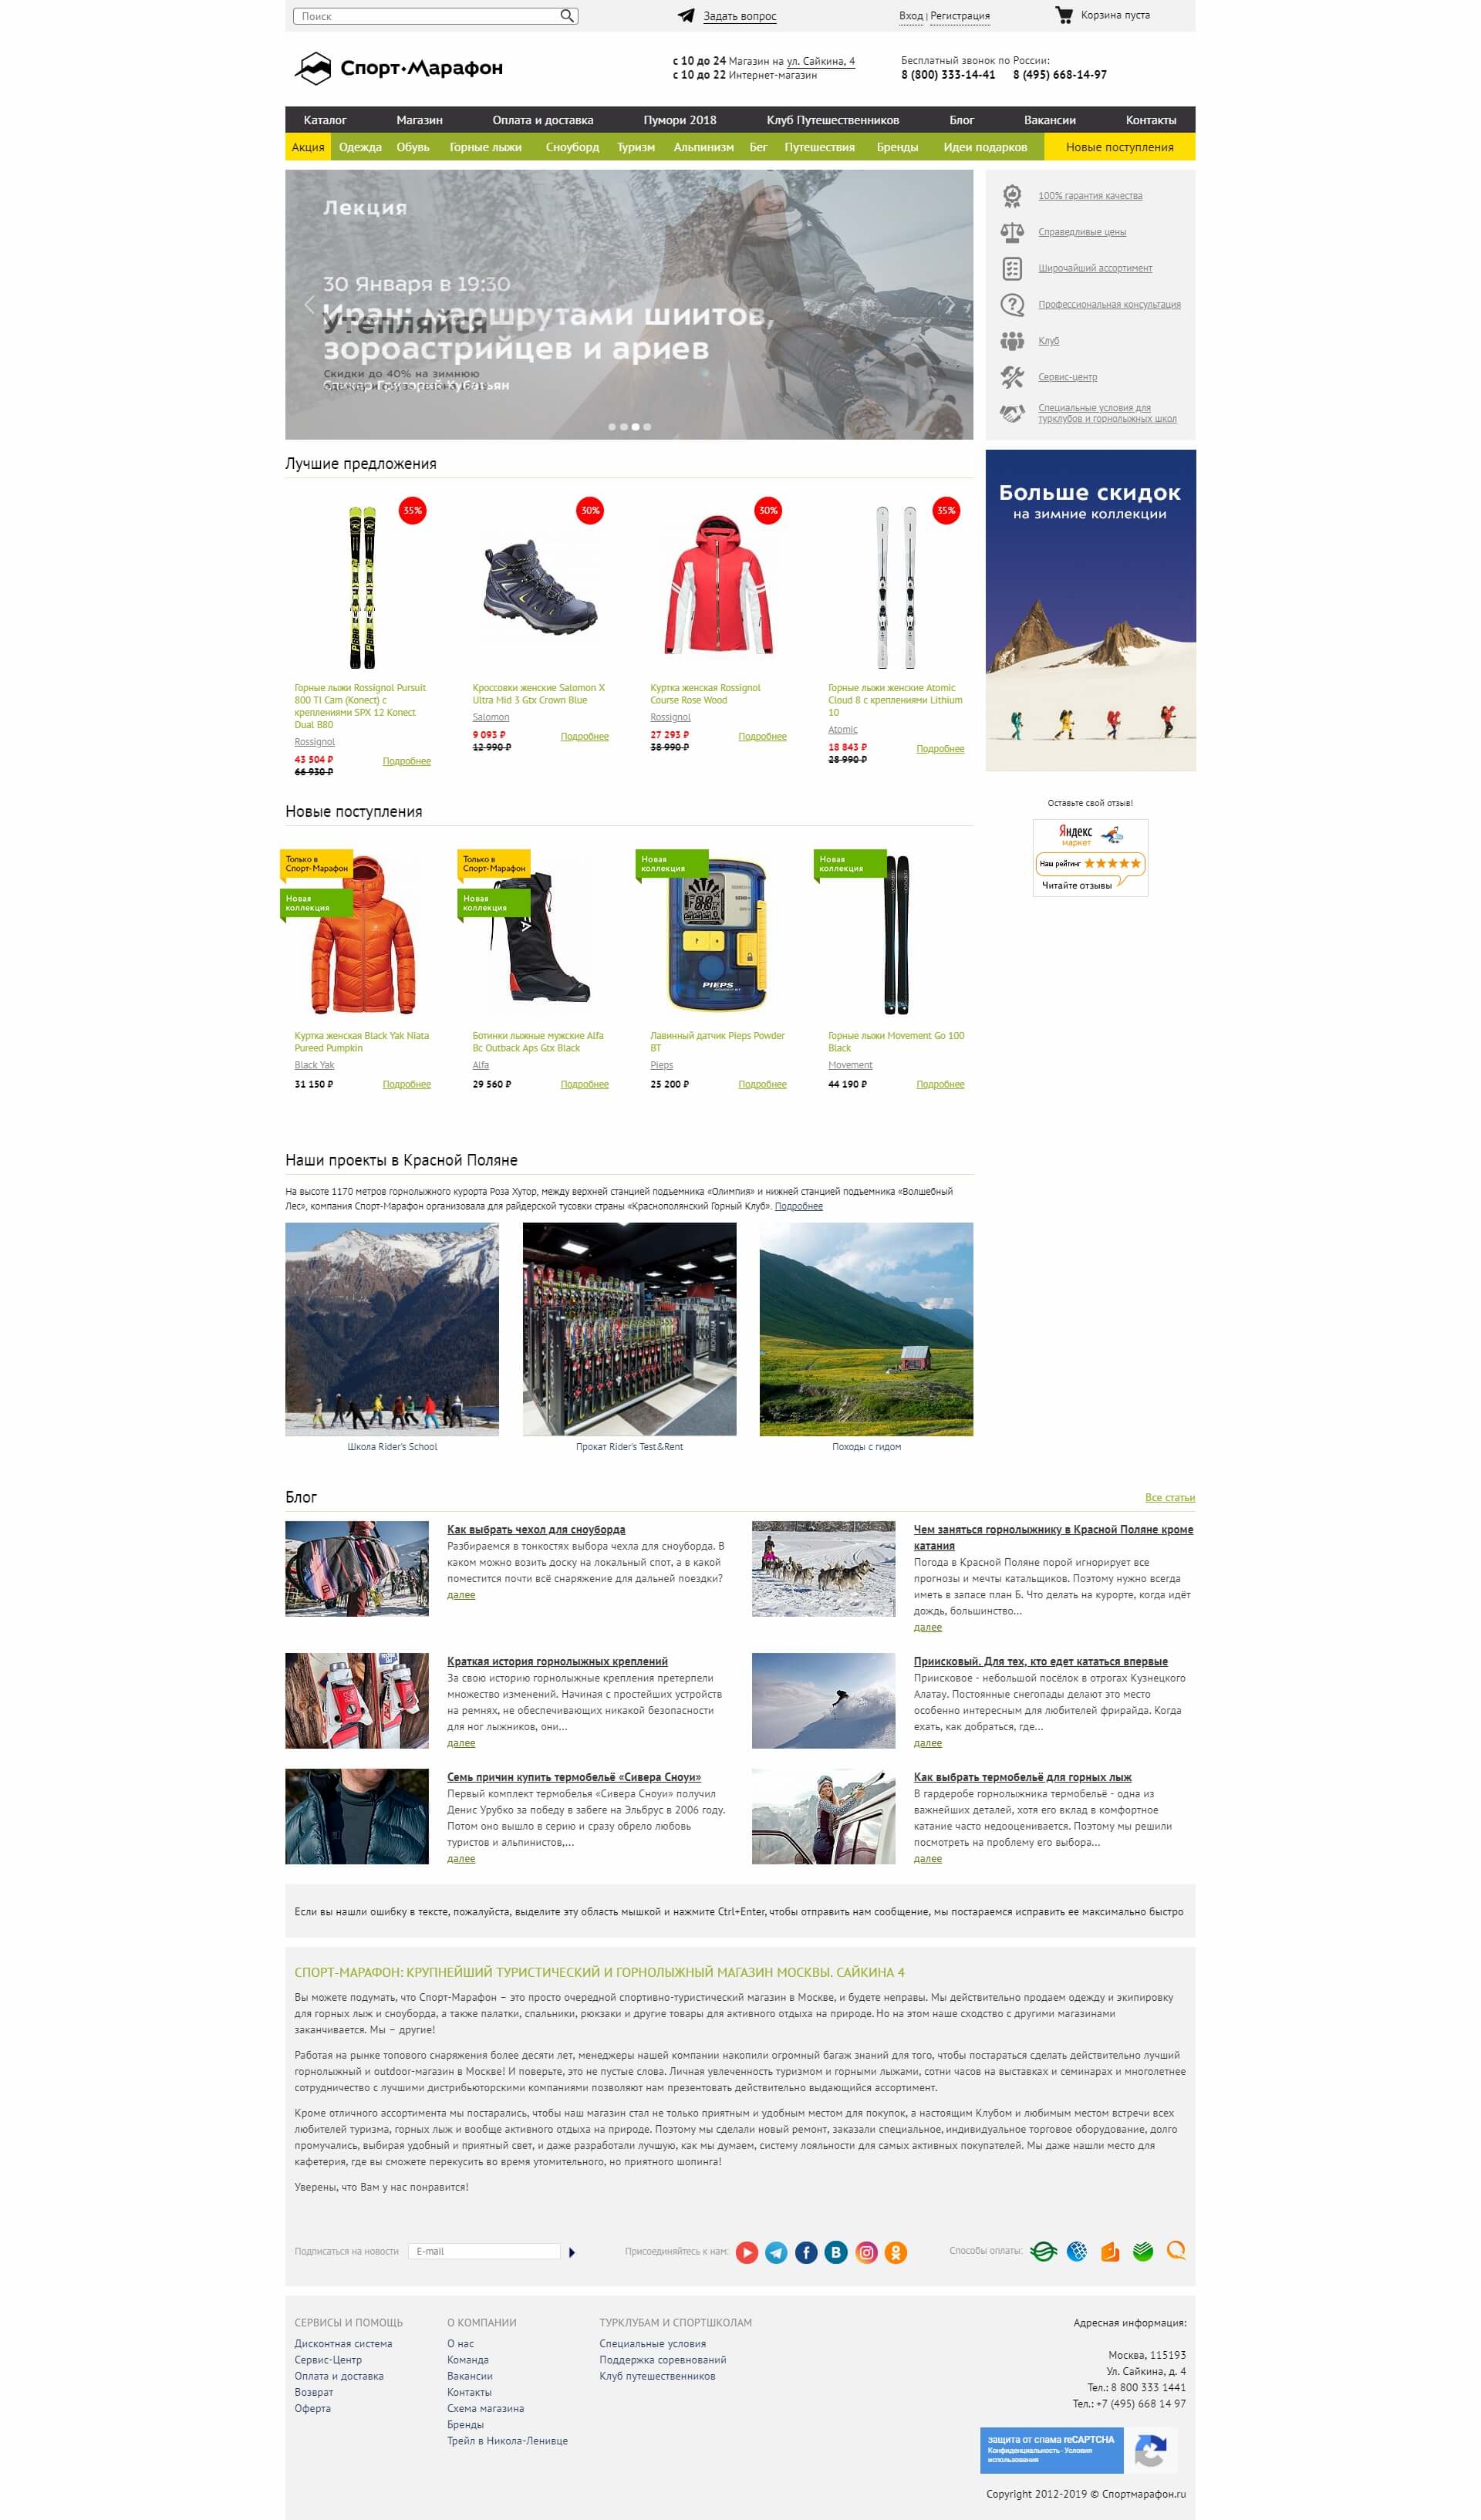 Поиск
Задать вопрос
Вход | Регистрация
Корзина пуста
Спорт-Марафон
с 10 до 24 Магазин на ул. Сайкина, 4
с 10 до 22 Интернет-магазин
Бесплатный звонок по России:
8 (800) 333-14-41 8 (495) 668-14-97
Каталог Магазин Оплата и доставка Пумори 2018 Клуб Путешественников Блог Вакансии Контакты
Акция Одежда Обувь Горные лыжи Сноуборд Туризм Альпинизм Бег Путешествия Бренды Идеи подарков Новые поступления
Лекция
30 Января в 19:30
Иран: маршрутами шиитов,
зороастрийцев и ариев
Утепляйся
Скидки до 40% на зимнюю
Спикер Григорий Кубатьян
100% гарантия качества
Справедливые цены
Широчайший ассортимент
Профессиональная консультация
Клуб
Сервис-центр
Специальные условия для
турклубов и горнолыжных школ
Лучшие предложения
35%
30%
30%
35%
Горные лыжи Rossignol Pursuit
800 TI Cam (Konect) с
креплениями SPX 12 Konect
Dual B80
Rossignol
43 504 ₽
66 930 ₽
Подробнее
Кроссовки женские Salomon X
Ultra Mid 3 Gtx Crown Blue
Salomon
9 093 ₽
12 990 ₽
Подробнее
Куртка женская Rossignol
Course Rose Wood
Rossignol
27 293 ₽
38 990 ₽
Подробнее
Горные лыжи женские Atomic
Cloud 8 с креплениями Lithium
10
Atomic
18 843 ₽
28 990 ₽
Подробнее
Больше скидок
на зимние коллекции
Оставьте свой отзыв!
Яндекс
маркет
Наш рейтинг
Читайте отзывы
Новые поступления
Только в
Спорт-Марафон
Новая
коллекция
Только в
Спорт-Марафон
Новая
коллекция
Новая
коллекция
PIEPS
Новая
коллекция
Куртка женская Black Yak Niata
Pureed Pumpkin
Black Yak
31 150 ₽
Подробнее
Ботинки лыжные мужские Alfa
Bc Outback Aps Gtx Black
Alfa
29 560 ₽
Подробнее
Лавинный датчик Pieps Powder
BT
Pieps
25 200 ₽
Подробнее
Горные лыжи Movement Go 100
Black
Movement
44 190 ₽
Подробнее
Наши проекты в Красной Поляне
На высоте 1170 метров горнолыжного курорта Роза Хутор, между верхней станцией подъемника «Олимпия» и нижней станцией подъемника «Волшебный
Лес», компания Спорт-Марафон организовала для райдерской тусовки страны «Краснополянский Горный Клуб». Подробнее
Школа Rider's School
Прокат Rider's Test&Rent
Походы с гидом
Блог
Все статьи
Как выбрать чехол для сноуборда
Разбираемся в тонкостях выбора чехла для сноуборда. В
каком можно возить доску на локальный спот, а в какой
поместится почти всё снаряжение для дальней поездки?
далее
Чем заняться горнолыжнику в Красной Поляне кроме
катания
Погода в Красной Поляне порой игнорирует все
прогнозы и мечты катальщиков. Поэтому нужно всегда
иметь в запасе план Б. Что делать на курорте, когда идёт
дождь, большинство...
далее
Краткая история горнолыжных креплений
За свою историю горнолыжные крепления претерпели
множество изменений. Начиная с простейших устройств
на ремнях, не обеспечивающих никакой безопасности
для ног лыжников, они...
далее
Приисковый. Для тех, кто едет кататься впервые
Приисковое - небольшой посёлок в отрогах Кузнецкого
Алатау. Постоянные снегопады делают это место
особенно интересным для любителей фрирайда. Когда
ехать, как добраться, где...
далее
Семь причин купить термобельё «Сивера Сноуи»
Первый комплект термобелья «Сивера Сноуи» получил
Денис Урубко за победу в забеге на Эльбрус в 2006 году.
Потом оно вышло в серию и сразу обрело любовь
туристов и альпинистов,...
далее
Как выбрать термобельё для горных лыж
В гардеробе горнолыжника термобельё - одна из
важнейших деталей, хотя его вклад в комфортное
катание часто недооценивается. Поэтому мы решили
посмотреть на проблему его выбора...
далее
Если вы нашли ошибку в тексте, пожалуйста, выделите эту область мышкой и нажмите Ctrl+Enter, чтобы отправить нам сообщение, мы постараемся исправить ее максимально быстро
СПОРТ-МАРАФОН: КРУПНЕЙШИЙ ТУРИСТИЧЕСКИЙ И ГОРНОЛЫЖНЫЙ МАГАЗИН МОСКВЫ. САЙКИНА 4
Вы можете подумать, что Спорт-Марафон – это просто очередной спортивно-туристический магазин в Москве, и будете неправы. Мы действительно продаем одежду и экипировку
для горных лыж и сноуборда, а также палатки, спальники, рюкзаки и другие товары для активного отдыха на природе. Но на этом наше сходство с другими магазинами
заканчивается. Мы – другие!
Работая на рынке топового снаряжения более десяти лет, менеджеры нашей компании накопили огромный багаж знаний для того, чтобы постараться сделать действительно лучший
горнолыжный и outdoor-магазин в Москве! И поверьте, это не пустые слова. Личная увлеченность туризмом и горными лыжами, сотни часов на выставках и семинарах и многолетнее
сотрудничество с лучшими дистрибьюторскими компаниями позволяют нам презентовать действительно выдающийся ассортимент.
Кроме отличного ассортимента мы постарались, чтобы наш магазин стал не только приятным и удобным местом для покупок, а настоящим Клубом и любимым местом встречи всех
любителей туризма, горных лыж и вообще активного отдыха на природе. Поэтому мы сделали новый ремонт, заказали специальное, индивидуальное торговое оборудование, долго
промучались, выбирая удобный и приятный свет, и даже разработали лучшую, как мы думаем, систему лояльности для самых активных покупателей. Мы даже нашли место для
кафетерия, где вы сможете перекусить во время утомительного, но приятного шопинга!
Уверены, что Вам у нас понравится!
Подписаться на новости
E-mail
Присоединяйтесь к нам:
Способы оплаты:
СЕРВИСЫ И ПОМОЩЬ
Дисконтная система
Сервис-Центр
Оплата и доставка
Возврат
Оферта
О КОМПАНИИ
О нас
Команда
Вакансии
Контакты
Схема магазина
Бренды
Трейл в Никола-Ленивце
ТУРКЛУБАМ И СПОРТШКОЛАМ
Специальные условия
Поддержка соревнований
Клуб путешественников
Адресная информация:
Москва, 115193
Ул. Сайкина, д. 4
Тел.: 8 800 333 1441
Тел.: +7 (495) 668 14 97
защита от спама reCAPTCHA
Конфиденциальность - Условия
использования
Copyright 2012-2019 © Спортмарафон.ru